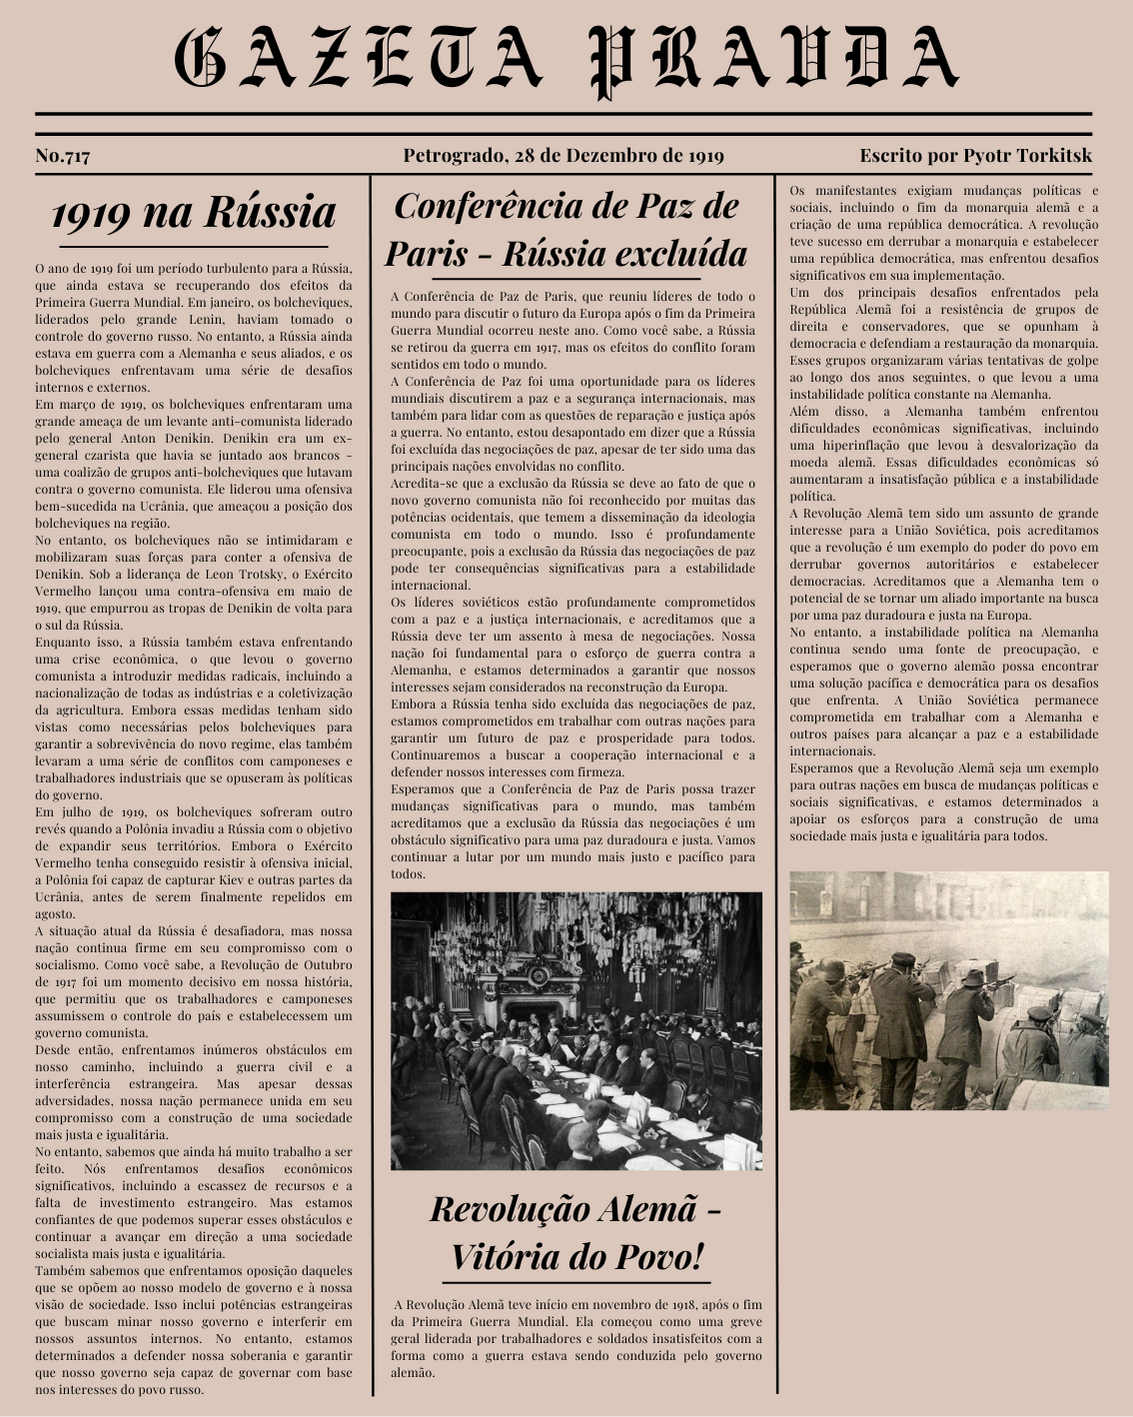 GAZETA PRAVDA
No.717
Petrogrado, 28 de Dezembro de 1919
Escrito por Pyotr Torkitsk
1919 na Rússia
O ano de 1919 foi um período turbulento para a Rússia,
que ainda estava se recuperando dos efeitos da
Primeira Guerra Mundial. Em janeiro, os bolcheviques,
liderados pelo grande Lenin, haviam tomado o
controle do governo russo. No entanto, a Rússia ainda
estava em guerra com a Alemanha e seus aliados, e os
bolcheviques enfrentavam uma série de desafios
internos e externos.
Em março de 1919, os bolcheviques enfrentaram uma
grande ameaça de um levante anti-comunista liderado
pelo general Anton Denikin. Denikin era um ex-
general czarista que havia se juntado aos brancos -
uma coalizão de grupos anti-bolcheviques que lutavam
contra o governo comunista. Ele liderou uma ofensiva
bem-sucedida na Ucrânia, que ameaçou a posição dos
bolcheviques na região.
No entanto, os bolcheviques não se intimidaram e
mobilizaram suas forças para conter a ofensiva de
Denikin. Sob a liderança de Leon Trotsky, o Exército
Vermelho lançou uma contra-ofensiva em maio de
1919, que empurrou as tropas de Denikin de volta para
o sul da Rússia.
Enquanto isso, a Rússia também estava enfrentando
uma crise econômica, o que levou o governo
comunista a introduzir medidas radicais, incluindo a
nacionalização de todas as indústrias e a coletivização
da agricultura. Embora essas medidas tenham sido
vistas como necessárias pelos bolcheviques para
garantir a sobrevivência do novo regime, elas também
levaram a uma série de conflitos com camponeses e
trabalhadores industriais que se opuseram às políticas
do governo.
Em julho de 1919, os bolcheviques sofreram outro
revés quando a Polônia invadiu a Rússia com o objetivo
de expandir seus territórios. Embora o Exército
Vermelho tenha conseguido resistir à ofensiva inicial,
a Polônia foi capaz de capturar Kiev e outras partes da
Ucrânia, antes de serem finalmente repelidos em
agosto.
A situação atual da Rússia é desafiadora, mas nossa
nação continua firme em seu compromisso com o
socialismo. Como você sabe, a Revolução de Outubro
de 1917 foi um momento decisivo em nossa história,
que permitiu que os trabalhadores e camponeses
assumissem o controle do país e estabelecessem um
governo comunista.
Desde então, enfrentamos inúmeros obstáculos em
nosso caminho, incluindo a guerra civil e a
interferência estrangeira. Mas apesar dessas
adversidades, nossa nação permanece unida em seu
compromisso com a construção de uma sociedade
mais justa e igualitária.
No entanto, sabemos que ainda há muito trabalho a ser
feito. Nós enfrentamos desafios econômicos
significativos, incluindo a escassez de recursos e a
falta de investimento estrangeiro. Mas estamos
confiantes de que podemos superar esses obstáculos e
continuar a avançar em direção a uma sociedade
socialista mais justa e igualitária.
Também sabemos que enfrentamos oposição daqueles
que se opõem ao nosso modelo de governo e à nossa
visão de sociedade. Isso inclui potências estrangeiras
que buscam minar nosso governo e interferir em
nossos assuntos internos. No entanto, estamos
determinados a defender nossa soberania e garantir
que nosso governo seja capaz de governar com base
nos interesses do povo russo.
Conferência de Paz de
Paris - Rússia excluída
A Conferência de Paz de Paris, que reuniu líderes de todo o
mundo para discutir o futuro da Europa após o fim da Primeira
Guerra Mundial ocorreu neste ano. Como você sabe, a Rússia
se retirou da guerra em 1917, mas os efeitos do conflito foram
sentidos em todo o mundo.
A Conferência de Paz foi uma oportunidade para os líderes
mundiais discutirem a paz e a segurança internacionais, mas
também para lidar com as questões de reparação e justiça após
a guerra. No entanto, estou desapontado em dizer que a Rússia
foi excluída das negociações de paz, apesar de ter sido uma das
principais nações envolvidas no conflito.
Acredita-se que a exclusão da Rússia se deve ao fato de que o
novo governo comunista não foi reconhecido por muitas das
potências ocidentais, que temem a disseminação da ideologia
comunista em todo o mundo. Isso é profundamente
preocupante, pois a exclusão da Rússia das negociações de paz
pode ter consequências significativas para a estabilidade
internacional.
Os líderes soviéticos estão profundamente comprometidos
com a paz e a justiça internacionais, e acreditamos que a
Rússia deve ter um assento à mesa de negociações. Nossa
nação foi fundamental para o esforço de guerra contra a
Alemanha, e estamos determinados a garantir que nossos
interesses sejam considerados na reconstrução da Europa.
Embora a Rússia tenha sido excluída das negociações de paz,
estamos comprometidos em trabalhar com outras nações para
garantir um futuro de paz e prosperidade para todos.
Continuaremos a buscar a cooperação internacional e a
defender nossos interesses com firmeza.
Esperamos que a Conferência de Paz de Paris possa trazer
mudanças significativas para o mundo, mas também
acreditamos que a exclusão da Rússia das negociações é um
obstáculo significativo para uma paz duradoura e justa. Vamos
continuar a lutar por um mundo mais justo e pacífico para
todos.
Revolução Alemã -
Vitória do Povo!
A Revolução Alemã teve início em novembro de 1918, após o fim
da Primeira Guerra Mundial. Ela começou como uma greve
geral liderada por trabalhadores e soldados insatisfeitos com a
forma como a guerra estava sendo conduzida pelo governo
alemão.
Os manifestantes exigiam mudanças políticas e
sociais, incluindo o fim da monarquia alemã e a
criação de uma república democrática. A revolução
teve sucesso em derrubar a monarquia e estabelecer
uma república democrática, mas enfrentou desafios
significativos em sua implementação.
Um dos principais desafios enfrentados pela
República Alemã foi a resistência de grupos de
direita e conservadores, que se opunham à
democracia e defendiam a restauração da monarquia.
Esses grupos organizaram várias tentativas de golpe
ao longo dos anos seguintes, o que levou a uma
instabilidade política constante na Alemanha.
Além disso, a Alemanha também enfrentou
dificuldades econômicas significativas, incluindo
uma hiperinflação que levou à desvalorização da
moeda alemã. Essas dificuldades econômicas só
aumentaram a insatisfação pública e a instabilidade
política.
A Revolução Alemã tem sido um assunto de grande
interesse para a União Soviética, pois acreditamos
que a revolução é um exemplo do poder do povo em
derrubar governos autoritários e estabelecer
democracias. Acreditamos que a Alemanha tem o
potencial de se tornar um aliado importante na busca
por uma paz duradoura e justa na Europa.
No entanto, a instabilidade política na Alemanha
continua sendo uma fonte de preocupação, e
esperamos que o governo alemão possa encontrar
uma solução pacífica e democrática para os desafios
que enfrenta. A União Soviética permanece
comprometida em trabalhar com a Alemanha e
outros países para alcançar a paz e a estabilidade
internacionais.
Esperamos que a Revolução Alemã seja um exemplo
para outras nações em busca de mudanças políticas e
sociais significativas, e estamos determinados a
apoiar os esforços para a construção de uma
sociedade mais justa e igualitária para todos.